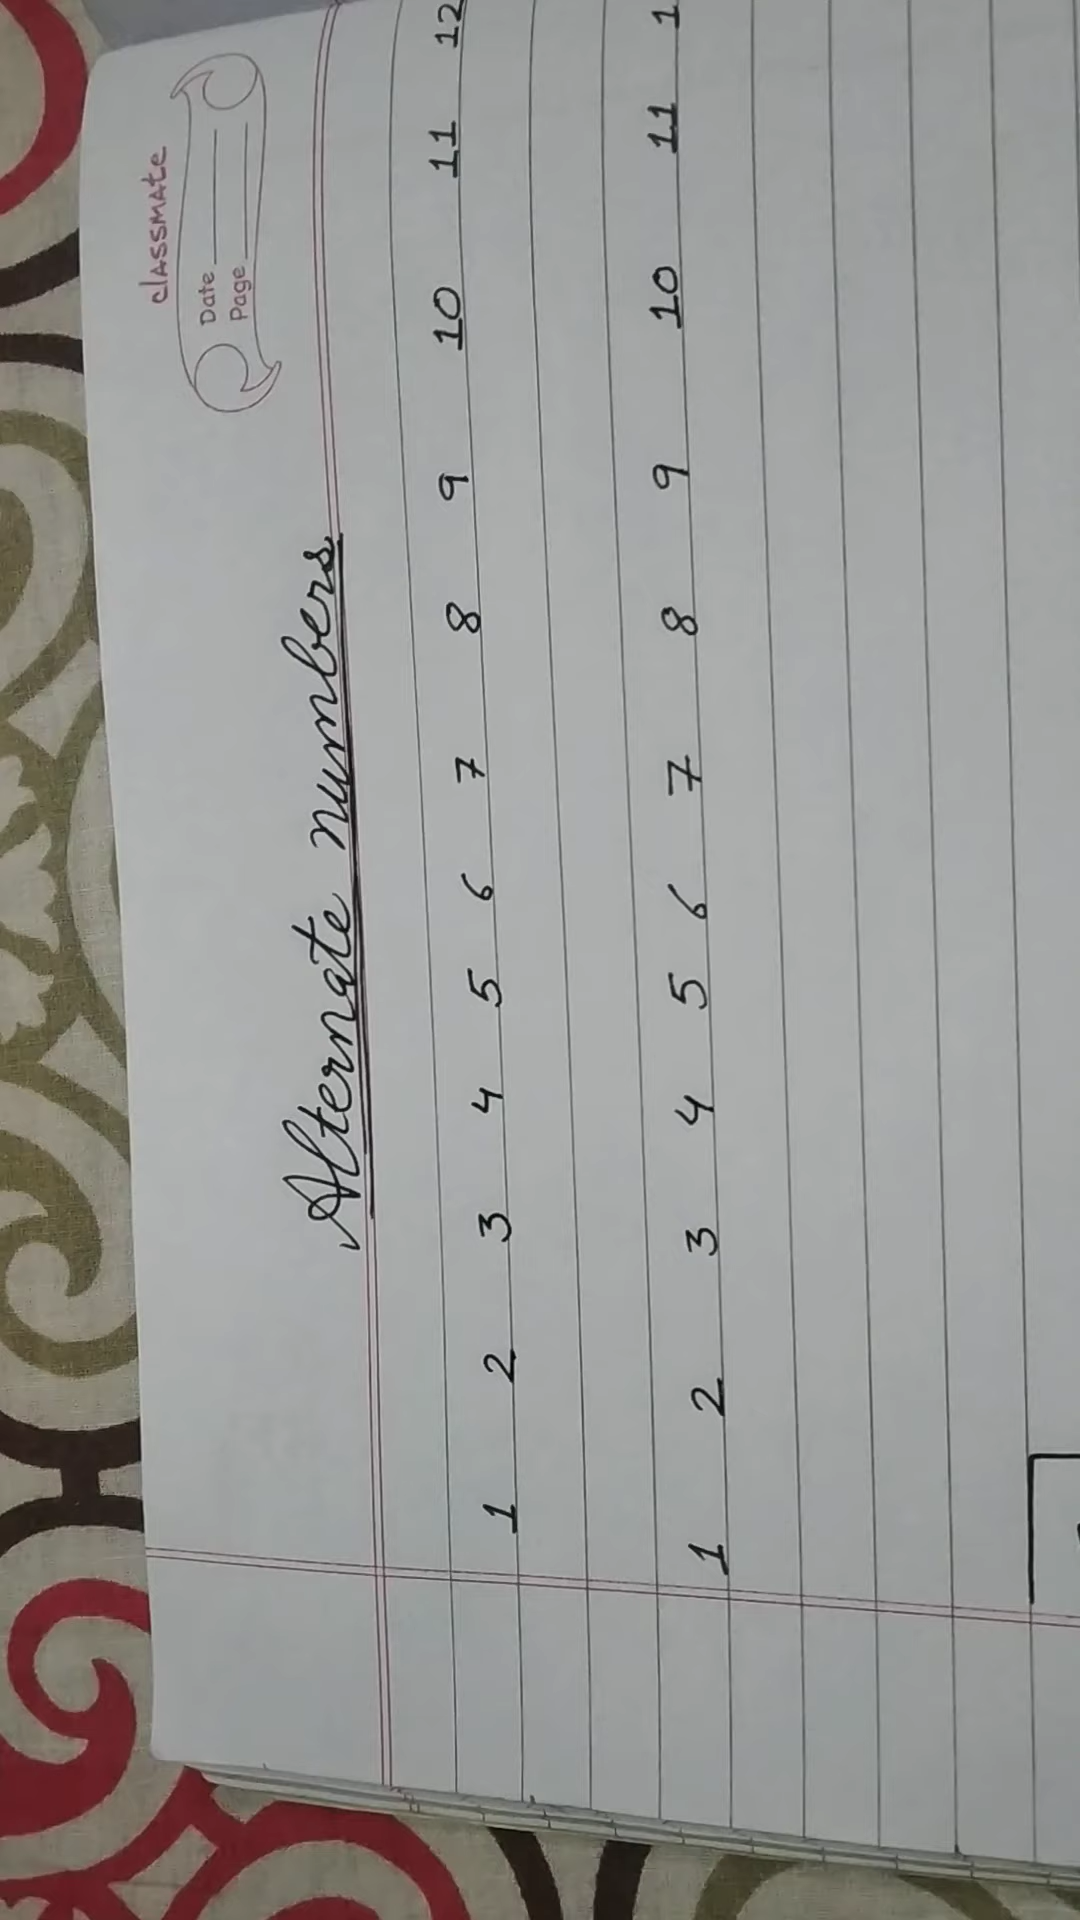 classmate
Date
Page
Alternate numbers
1 2 3 4 5 6 7 8 9 10 11 12
1 2 3 4 5 6 7 8 9 10 11 1